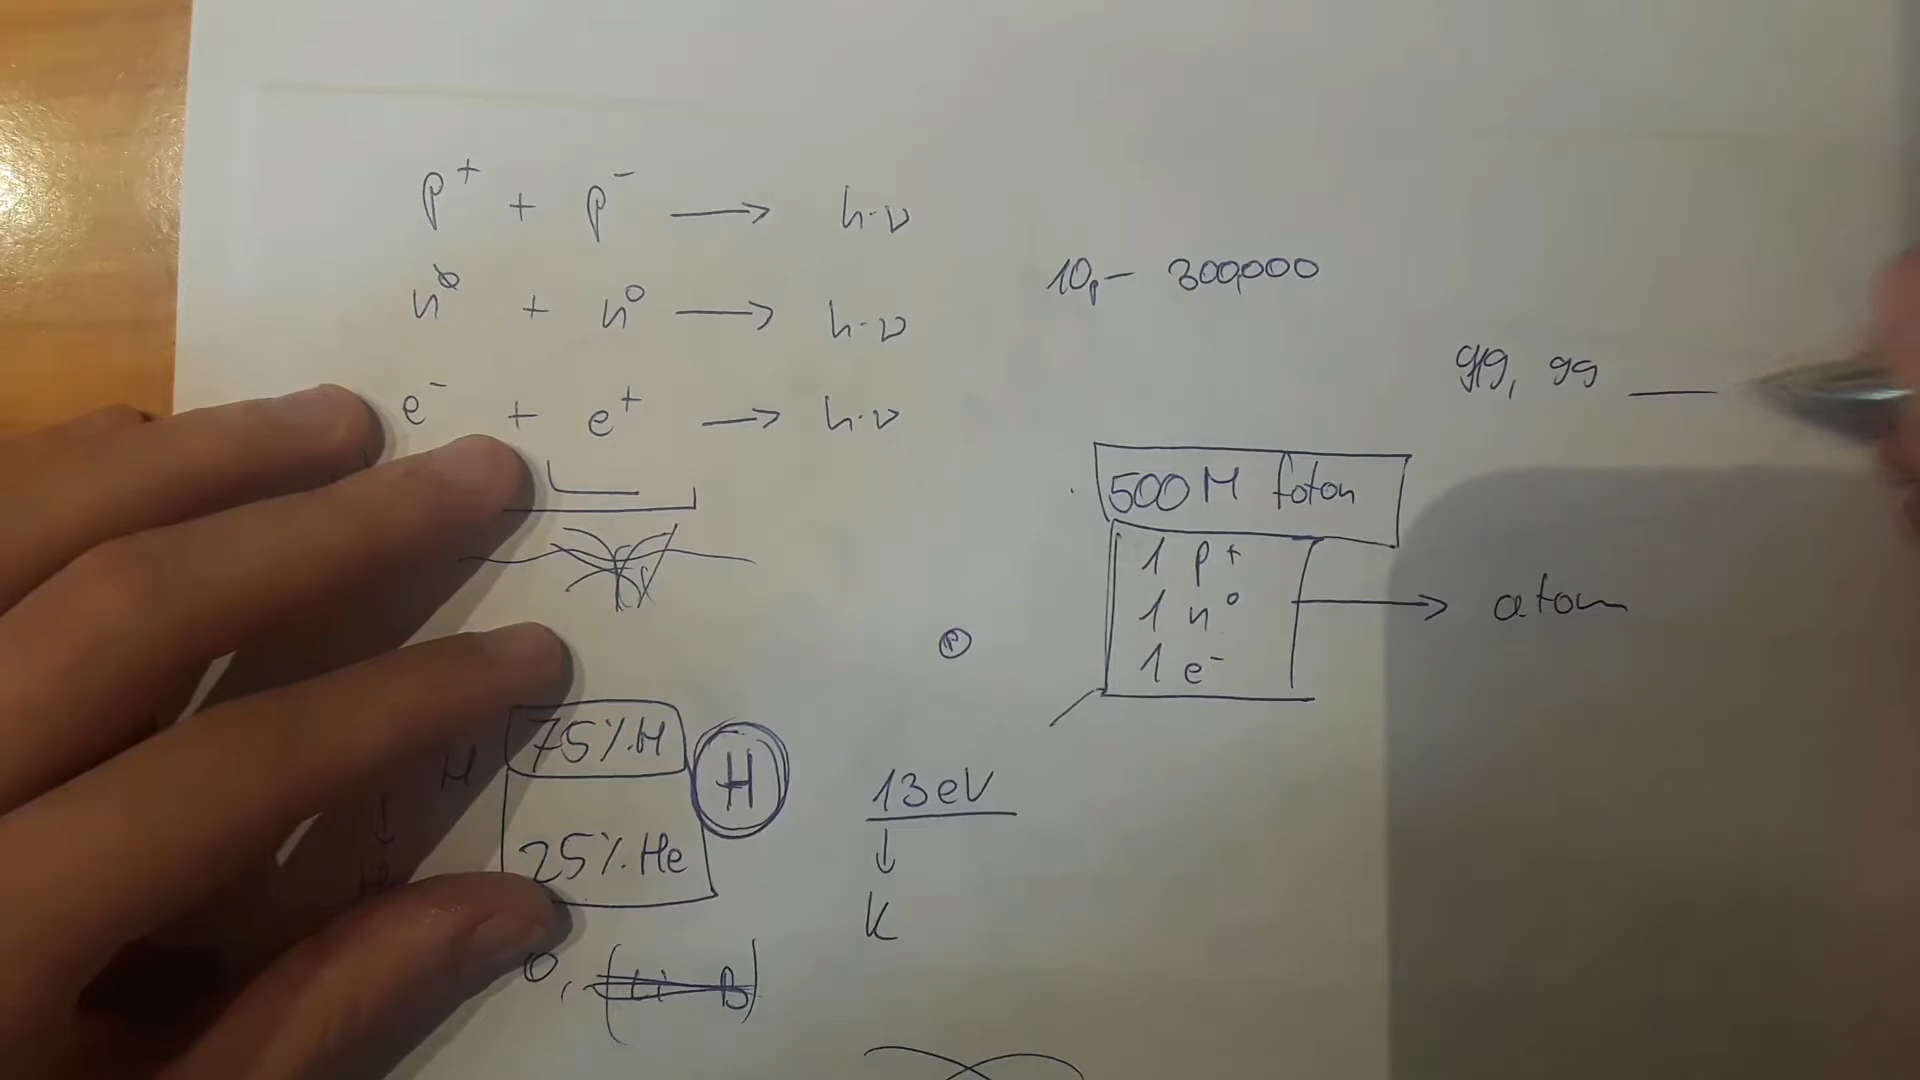 p⁺ + p⁻ → h·ν
n⁰ + n⁰ → h·ν
e⁻ + e⁺ → h·ν
10,- 300,000
99, 99 __
500 M foton
1 p⁺
1 n⁰ → atom
1 e⁻
p
H
75%.H
H
25%.He
13eV
↓
K
0,